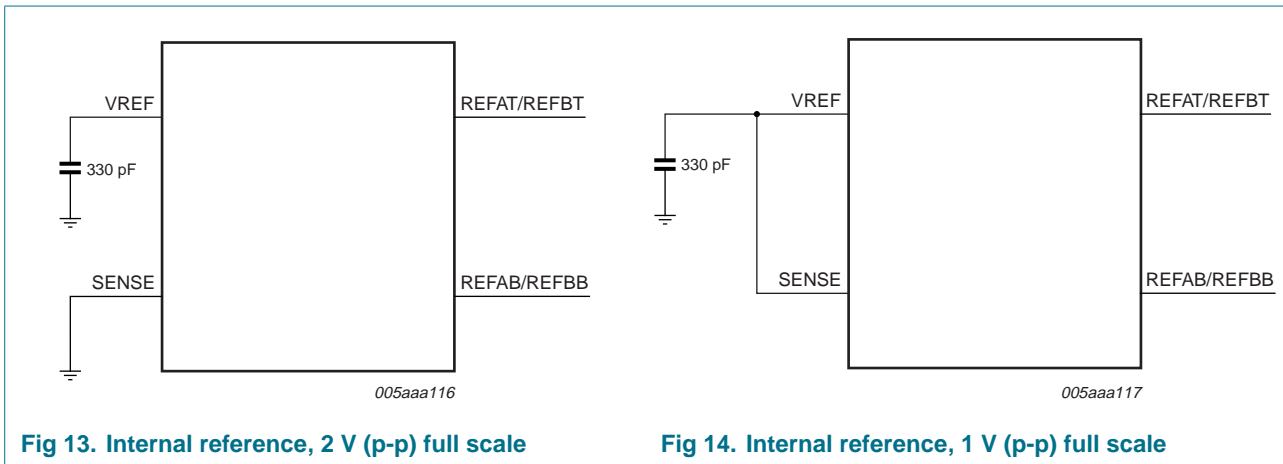 VREF
REFAT/REFBT
330 pF
SENSE
REFAB/REFBB
005aaa116
Fig 13. Internal reference, 2 V (p-p) full scale
VREF
REFAT/REFBT
330 pF
SENSE
REFAB/REFBB
005aaa117
Fig 14. Internal reference, 1 V (p-p) full scale